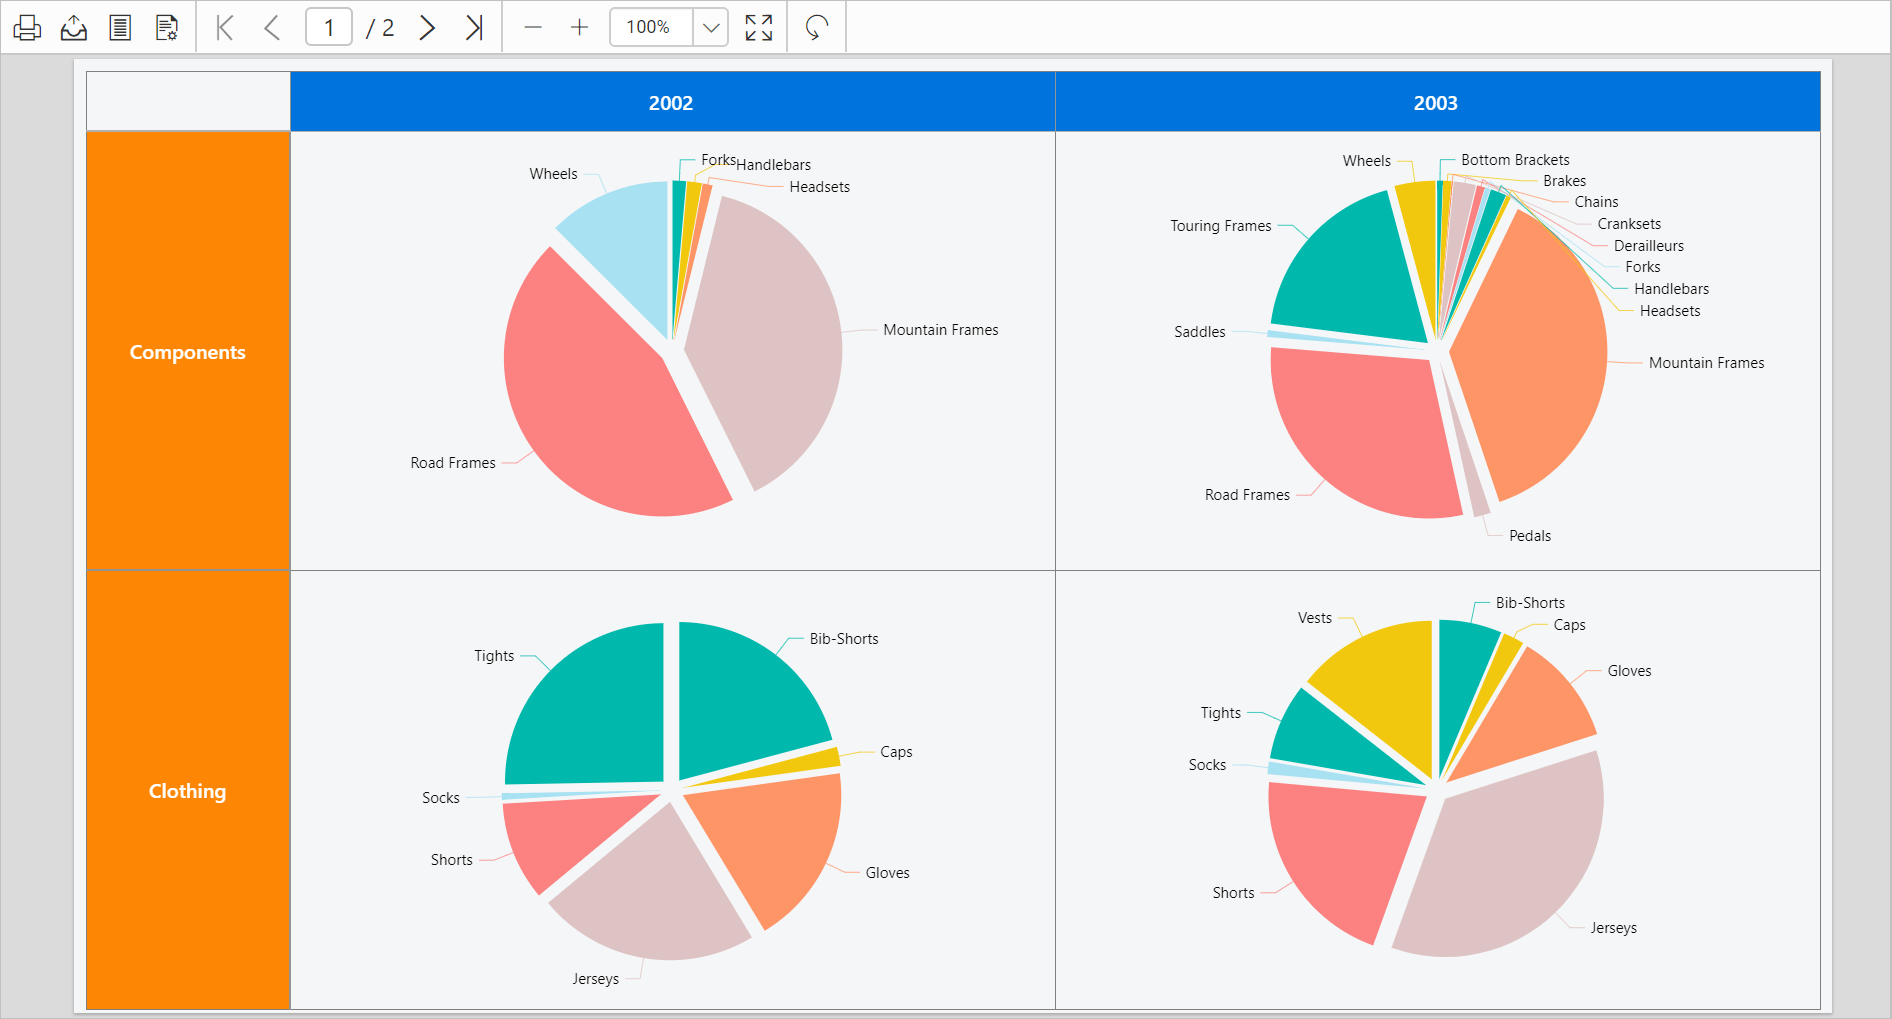 1 / 2 100%
2002 2003
Components
Wheels Forks Handlebars
Headsets
Mountain Frames
Road Frames
Wheels Bottom Brackets
Brakes
Chains
Touring Frames Cranksets
Derailleurs
Forks
Handlebars
Headsets
Saddles
Mountain Frames
Road Frames
Pedals
Clothing
Tights Bib-Shorts
Caps
Socks
Shorts
Gloves
Jerseys
Vests Bib-Shorts
Caps
Gloves
Tights
Socks
Shorts
Jerseys